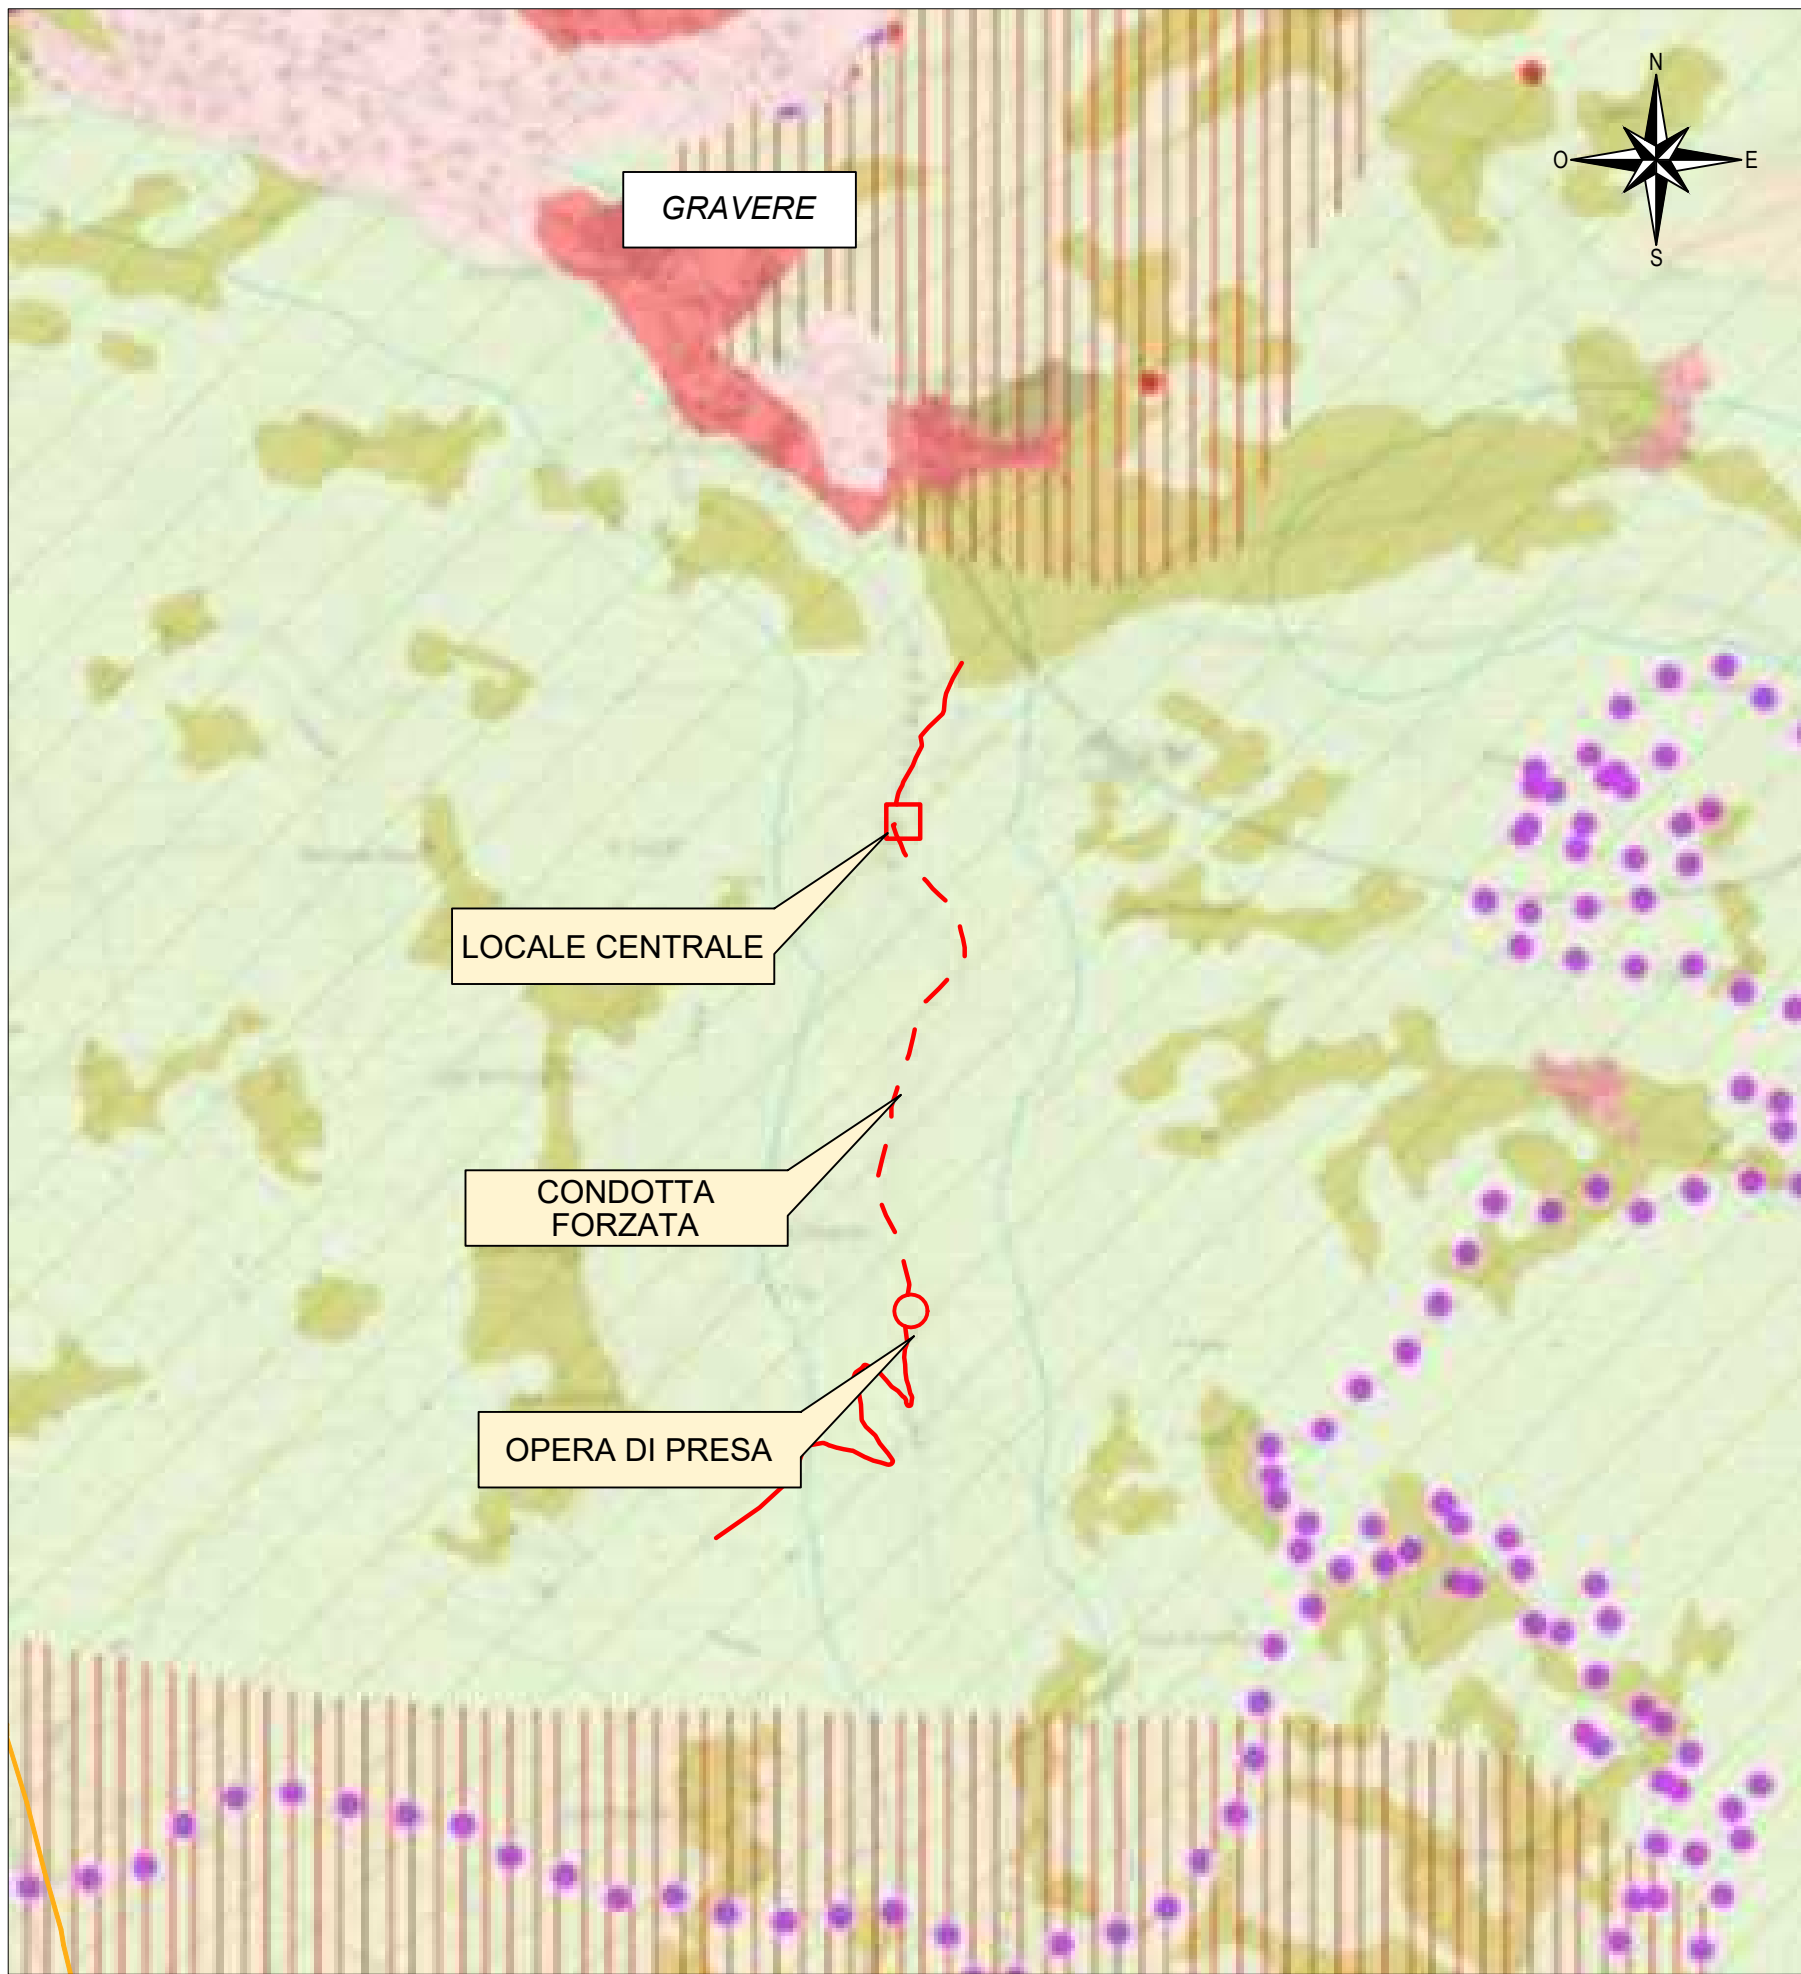 N
O
E
S
GRAVERE
LOCALE CENTRALE
CONDOTTA
FORZATA
OPERA DI PRESA